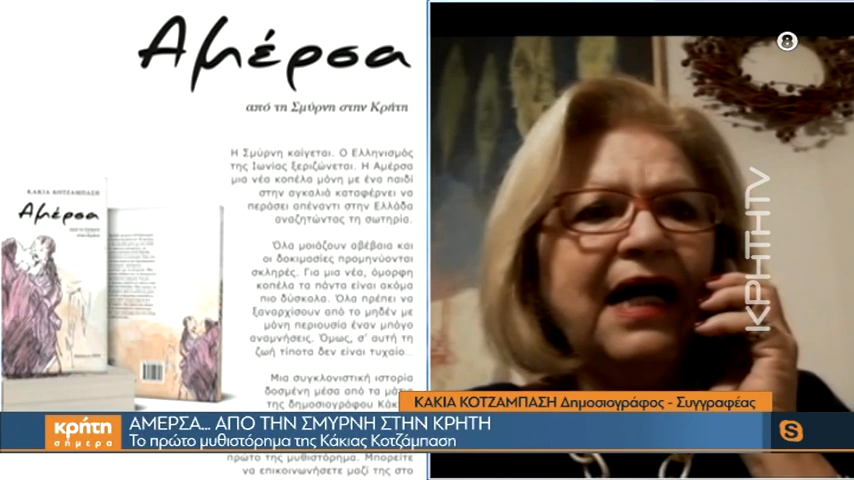 Αμέρσα
από τη Σμύρνη στην Κρήτη
Η Σμύρνη καίγεται. Ο Ελληνισμός
της Ιωνίας ξεριζώνεται. Η Αμέρσα
μια νέα κοπέλα μόνη με ένα παιδί
στην αγκαλιά καταφέρνει να
περάσει απέναντι στην Ελλάδα
αναζητώντας τη σωτηρία.
Όλα μοιάζουν αβέβαια και
οι δοκιμασίες προμηνύονται
σκληρές. Για μια νέα, όμορφη
κοπέλα τα πάντα είναι ακόμα
πιο δύσκολα. Όλα πρέπει να
ξαναρχίσουν από το μηδέν με
μόνη περιουσία έναν μπόγο
αναμνήσεις. Όμως, σ' αυτή τη
ζωή τίποτα δεν είναι τυχαίο...
Μια συγκλονιστική ιστορία
δοσμένη μέσα από τα μάτια
της δημοσιογράφου Κάκ
πρώτο της μυθιστόρημα. Μπορείτε
να επικοινωνήσετε μαζί της στο
ΚΑΚΙΑ ΚΟΤΖΑΜΠΑΣΗ
Αμέρσα
8
ΚΡΗΤΗTV
ΚΑΚΙΑ ΚΟΤΖΑΜΠΑΣΗ Δημοσιογράφος - Συγγραφέας
κρήτη
σήμερα
ΑΜΕΡΣΑ... ΑΠΟ ΤΗΝ ΣΜΥΡΝΗ ΣΤΗΝ ΚΡΗΤΗ
Το πρώτο μυθιστόρημα της Κάκιας Κοτζάμπαση
S